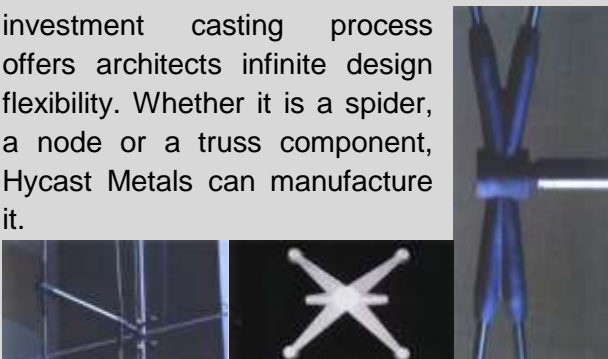 investment casting process
offers architects infinite design
flexibility. Whether it is a spider,
a node or a truss component,
Hycast Metals can manufacture
it.